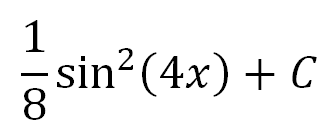 1/8 sin²(4x) + C